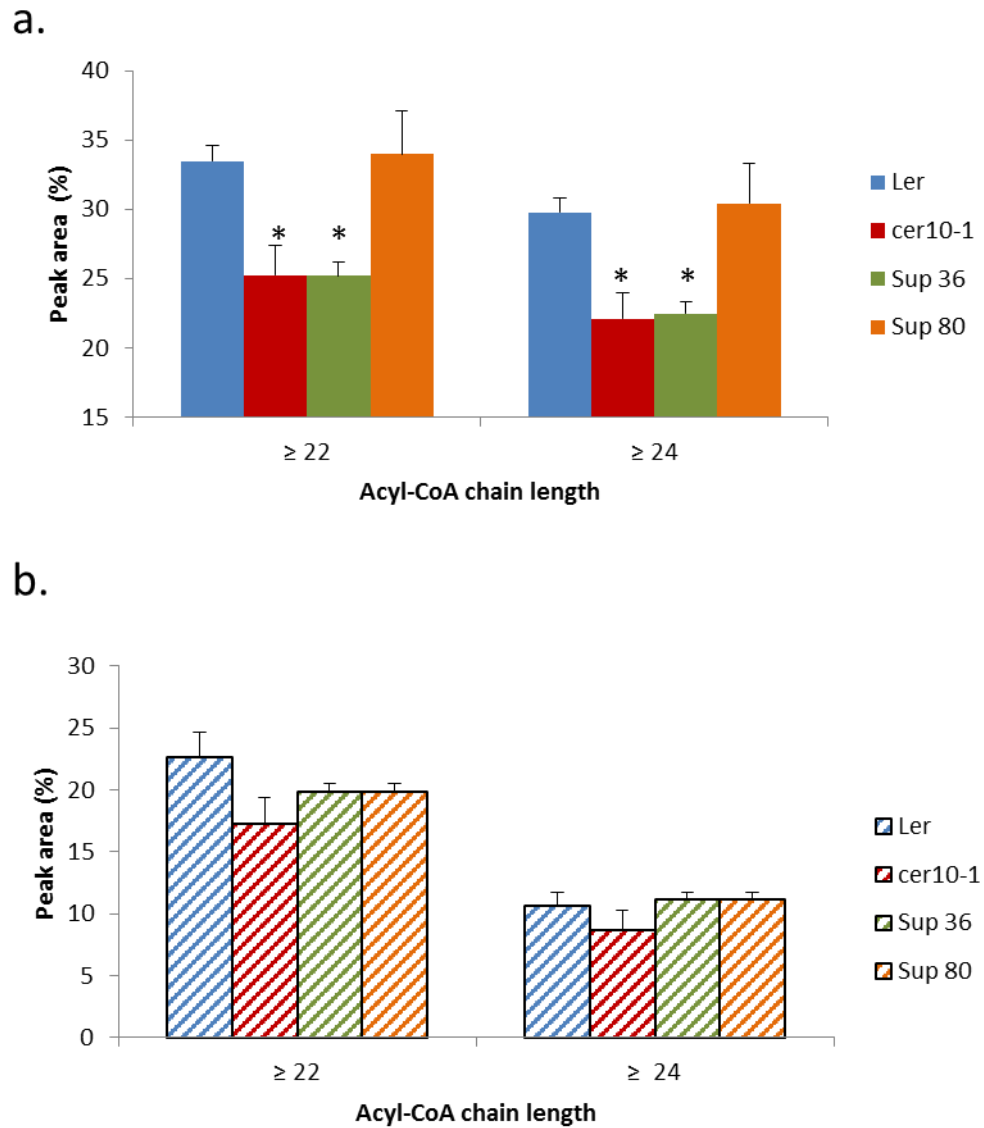 a.
40
35
30
25
20
15
Peak area (%)
* * * *
≥ 22 ≥ 24
Acyl-CoA chain length
Ler
cer10-1
Sup 36
Sup 80
b.
30
25
20
15
10
5
0
Peak area (%)
≥ 22 ≥ 24
Acyl-CoA chain length
Ler
cer10-1
Sup 36
Sup 80